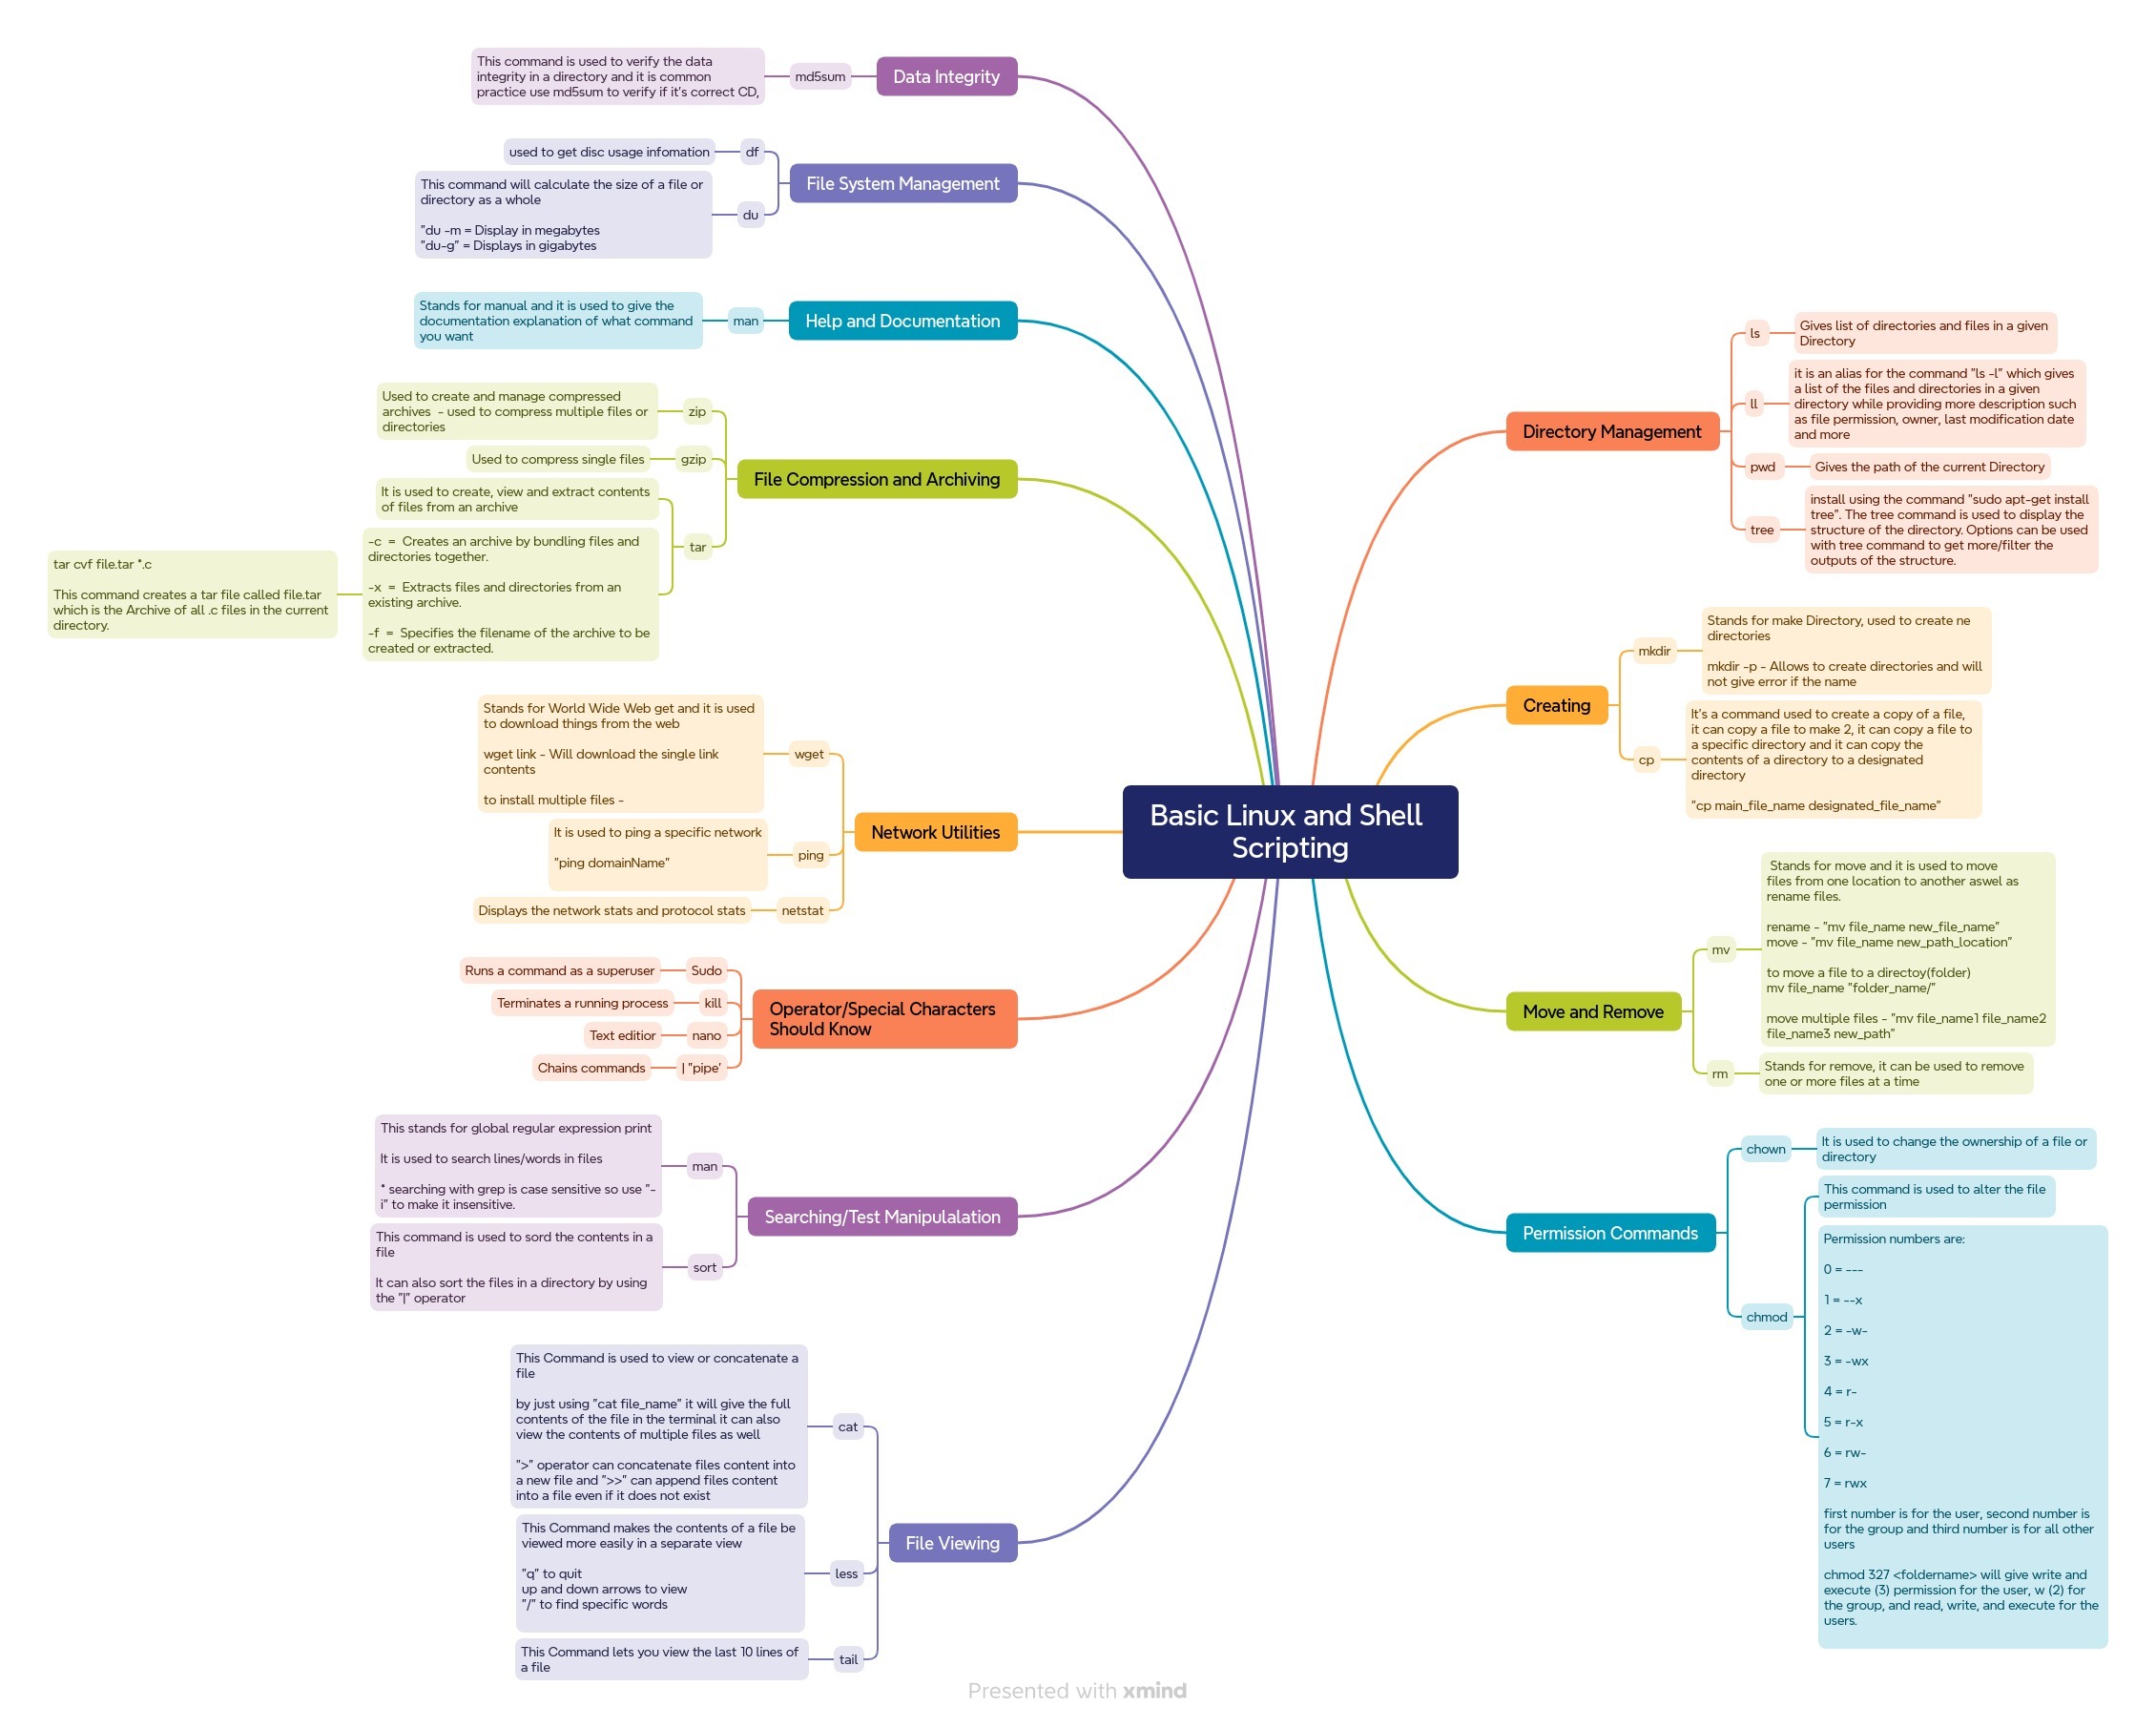 Basic Linux and Shell
Scripting
Directory Management
ls
Gives list of directories and files in a given
Directory
ll
it is an alias for the command "ls -l" which gives
a list of the files and directories in a given
directory while providing more description such
as file permission, owner, last modification date
and more
pwd
Gives the path of the current Directory
tree
install using the command "sudo apt-get install
tree". The tree command is used to display the
structure of the directory. Options can be used
with tree command to get more/filter the
outputs of the structure.
Creating
mkdir
Stands for make Directory, used to create ne
directories
mkdir -p - Allows to create directories and will
not give error if the name
cp
It's a command used to create a copy of a file,
it can copy a file to make 2, it can copy a file to
a specific directory and it can copy the
contents of a directory to a designated
directory
"cp main_file_name designated_file_name"
Move and Remove
mv
Stands for move and it is used to move
files from one location to another aswel as
rename files.
rename - "mv file_name new_file_name"
move - "mv file_name new_path_location"
to move a file to a directoy(folder)
mv file_name "folder_name/"
move multiple files - "mv file_name1 file_name2
file_name3 new_path"
rm
Stands for remove, it can be used to remove
one or more files at a time
Permission Commands
chown
It is used to change the ownership of a file or
directory
chmod
This command is used to alter the file
permission
Permission numbers are:
0 = ---
1 = --x
2 = -w-
3 = -wx
4 = r-
5 = r-x
6 = rw-
7 = rwx
first number is for the user, second number is
for the group and third number is for all other
users
chmod 327 <foldername> will give write and
execute (3) permission for the user, w (2) for
the group, and read, write, and execute for the
users.
Data Integrity
md5sum
This command is used to verify the data
integrity in a directory and it is common
practice use md5sum to verify if it's correct CD,
File System Management
df
used to get disc usage infomation
du
This command will calculate the size of a file or
directory as a whole
"du -m = Display in megabytes
"du-g" = Displays in gigabytes
Help and Documentation
man
Stands for manual and it is used to give the
documentation explanation of what command
you want
File Compression and Archiving
zip
Used to create and manage compressed
archives - used to compress multiple files or
directories
gzip
Used to compress single files
tar
It is used to create, view and extract contents
of files from an archive
-c = Creates an archive by bundling files and
directories together.
-x = Extracts files and directories from an
existing archive.
-f = Specifies the filename of the archive to be
created or extracted.
tar cvf file.tar *.c
This command creates a tar file called file.tar
which is the Archive of all .c files in the current
directory.
Network Utilities
wget
Stands for World Wide Web get and it is used
to download things from the web
wget link - Will download the single link
contents
to install multiple files -
ping
It is used to ping a specific network
"ping domainName"
netstat
Displays the network stats and protocol stats
Operator/Special Characters
Should Know
Sudo
Runs a command as a superuser
kill
Terminates a running process
nano
Text editior
| "pipe'
Chains commands
Searching/Test Manipulalation
man
This stands for global regular expression print
It is used to search lines/words in files
* searching with grep is case sensitive so use "-
i" to make it insensitive.
sort
This command is used to sord the contents in a
file
It can also sort the files in a directory by using
the "|" operator
File Viewing
cat
This Command is used to view or concatenate a
file
by just using "cat file_name" it will give the full
contents of the file in the terminal it can also
view the contents of multiple files as well
">" operator can concatenate files content into
a new file and ">>" can append files content
into a file even if it does not exist
less
This Command makes the contents of a file be
viewed more easily in a separate view
"q" to quit
up and down arrows to view
"/" to find specific words
tail
This Command lets you view the last 10 lines of
a file
Presented with xmind